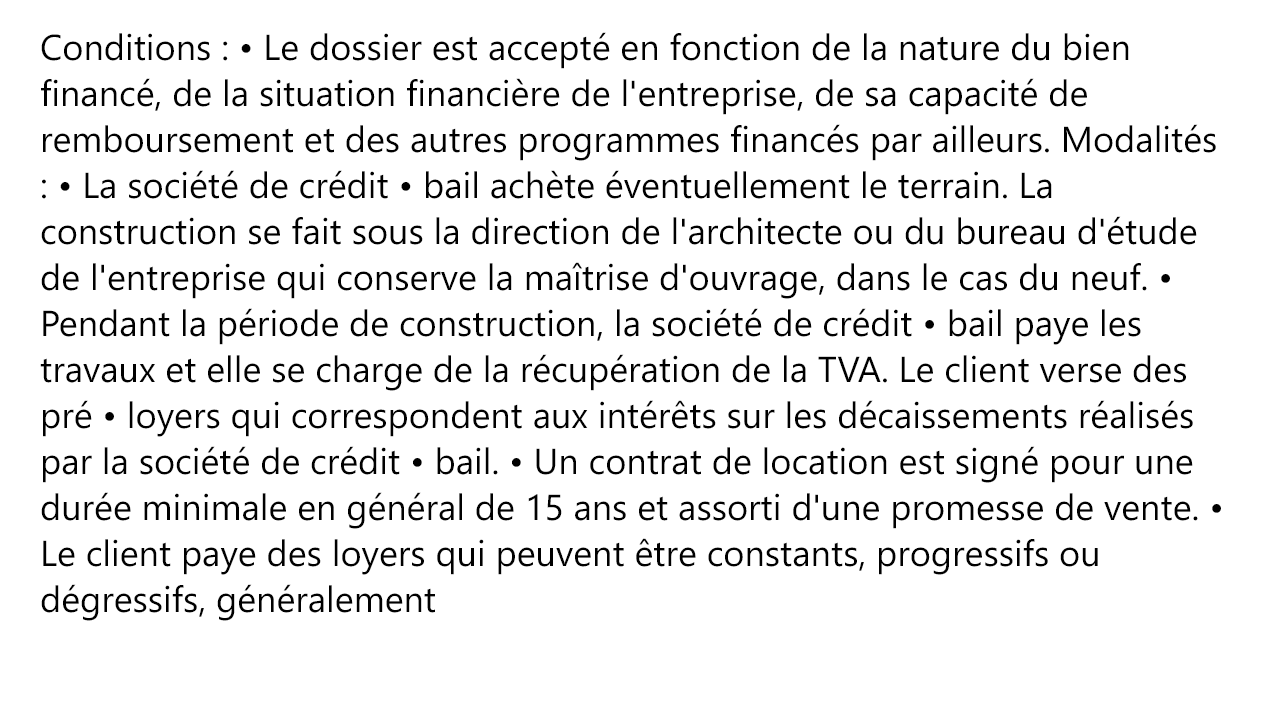 Conditions : • Le dossier est accepté en fonction de la nature du bien
financé, de la situation financière de l'entreprise, de sa capacité de
remboursement et des autres programmes financés par ailleurs. Modalités
: • La société de crédit • bail achète éventuellement le terrain. La
construction se fait sous la direction de l'architecte ou du bureau d'étude
de l'entreprise qui conserve la maîtrise d'ouvrage, dans le cas du neuf. •
Pendant la période de construction, la société de crédit • bail paye les
travaux et elle se charge de la récupération de la TVA. Le client verse des
pré • loyers qui correspondent aux intérêts sur les décaissements réalisés
par la société de crédit • bail. • Un contrat de location est signé pour une
durée minimale en général de 15 ans et assorti d'une promesse de vente. •
Le client paye des loyers qui peuvent être constants, progressifs ou
dégressifs, généralement